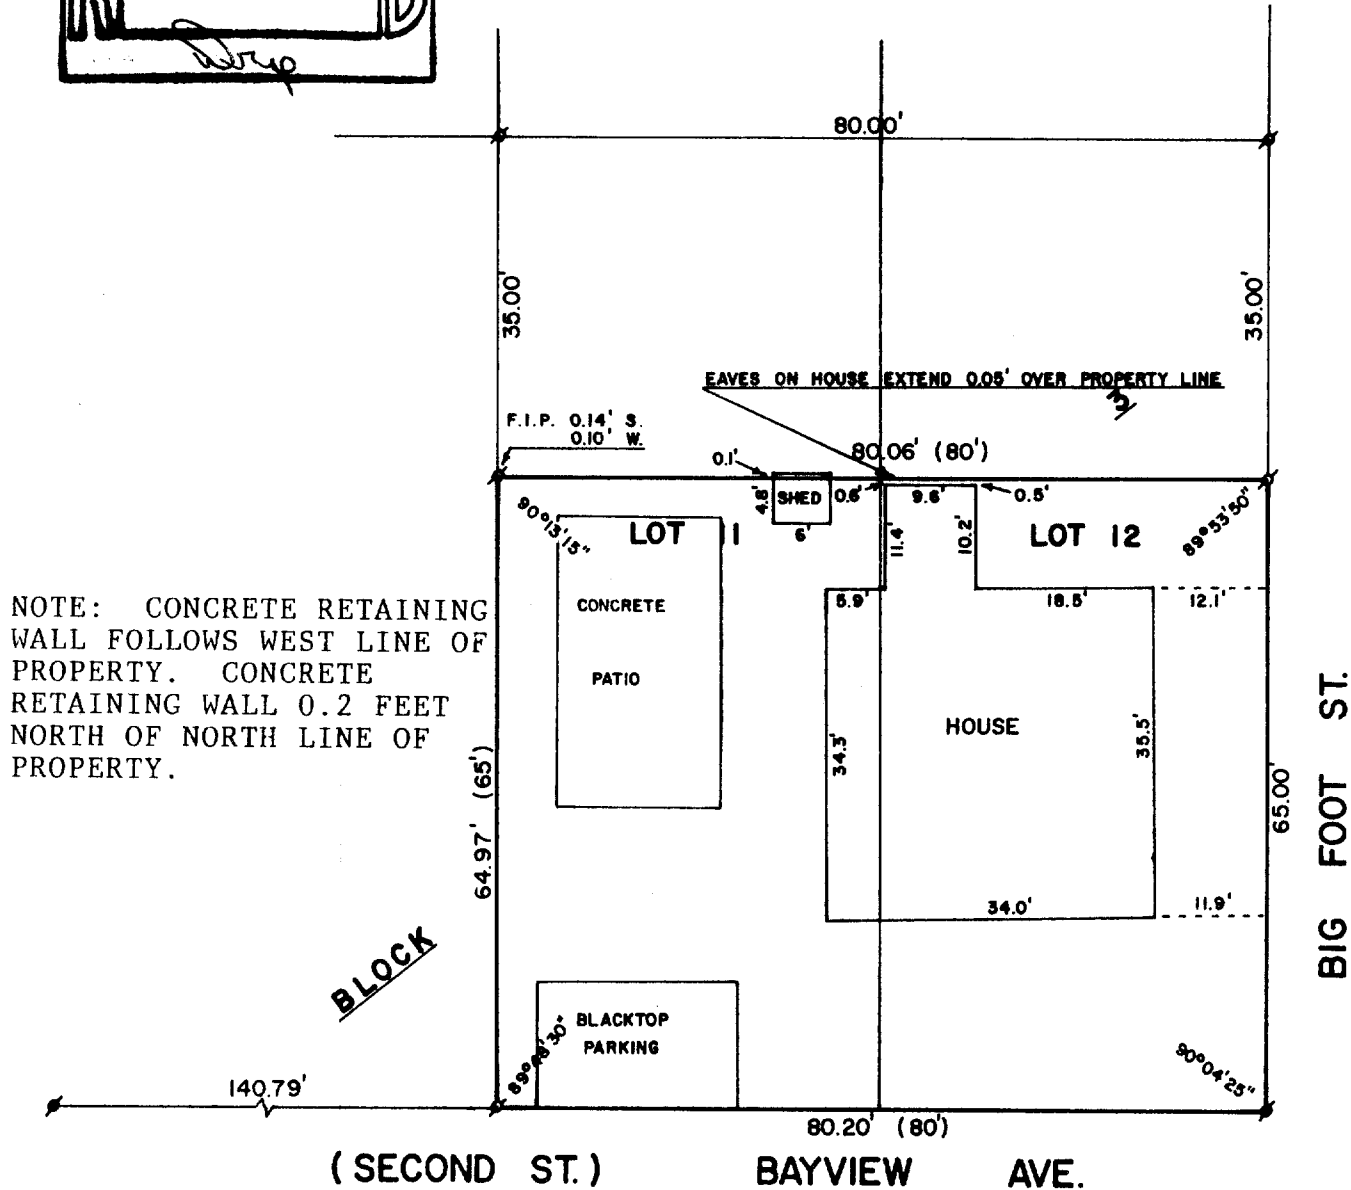 80.00'
35.00'
35.00'
EAVES ON HOUSE EXTEND 0.05' OVER PROPERTY LINE
3
F.I.P. 0.14' S.
0.10' W.
80.06' (80')
0.1'
4.8'
SHED
6'
0.6'
9.6'
0.5'
90°13'15"
LOT 11
11.4'
10.2'
LOT 12
89°53'50"
CONCRETE
PATIO
5.9'
18.5'
12.1'
NOTE: CONCRETE RETAINING
WALL FOLLOWS WEST LINE OF
PROPERTY. CONCRETE
RETAINING WALL 0.2 FEET
NORTH OF NORTH LINE OF
PROPERTY.
HOUSE
34.3'
35.5'
64.97' (65')
65.00'
BIG FOOT ST.
34.0'
11.9'
BLOCK
BLACKTOP
PARKING
89°48'30"
90°04'25"
140.79'
80.20' (80')
(SECOND ST.) BAYVIEW AVE.